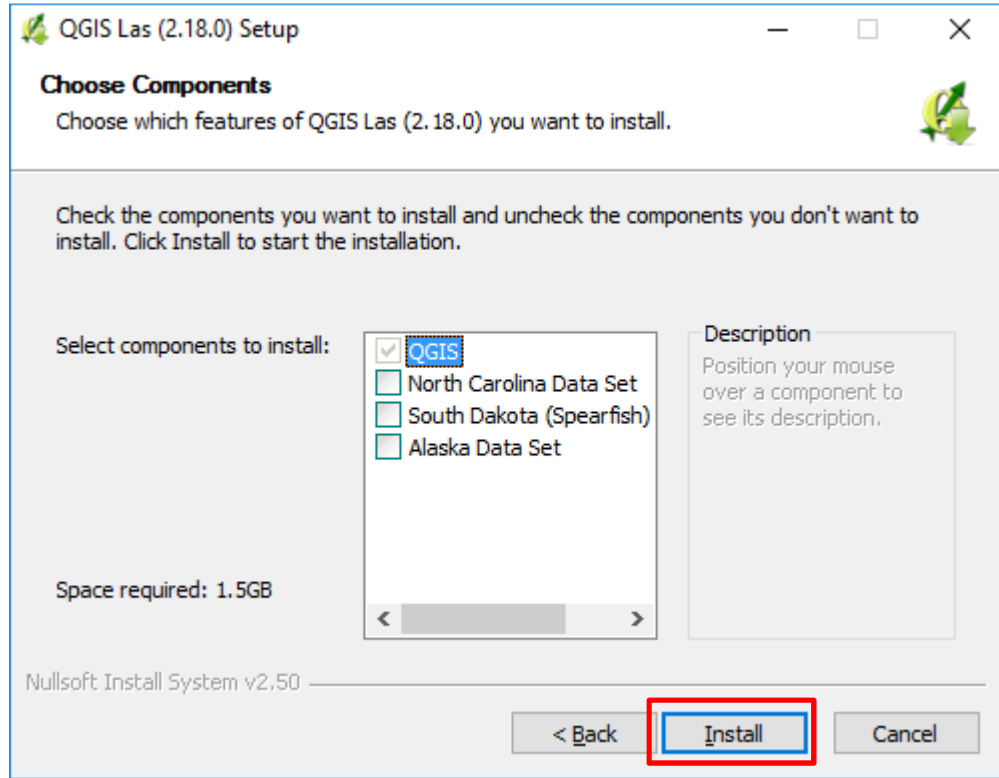 QGIS Las (2.18.0) Setup
Choose Components
Choose which features of QGIS Las (2.18.0) you want to install.
Check the components you want to install and uncheck the components you don't want to
install. Click Install to start the installation.
Select components to install:
QGIS
North Carolina Data Set
South Dakota (Spearfish)
Alaska Data Set
Description
Position your mouse
over a component to
see its description.
Space required: 1.5GB
Nullsoft Install System v2.50
< Back
Install
Cancel